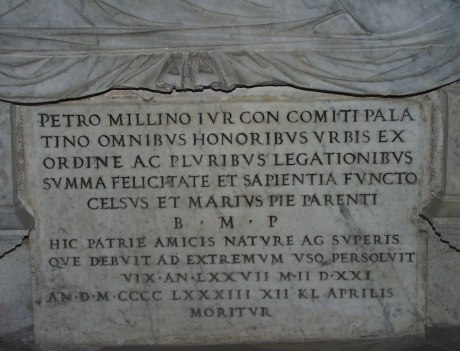 PETRO MILLINO IVR CON COMITI PALA
TINO OMNIBVS HONORIBVS VRBIS EX
ORDINE AC PLVRIBVS LEGATIONIBVS
SVMMA FELICITATE ET SAPIENTIA FVNCTO
CELSVS ET MARIVS PIE PARENTI
B · M · P
HIC PATRIE AMICIS NATVRE AC SVPERIS
QVE DEBVIT AD EXTREMVM VSQ PERSOLVIT
VIX · AN · LXXVII M · II D · XXI
AN · D · M · CCCC LXXXIII XII KL APRILIS
MORITVR